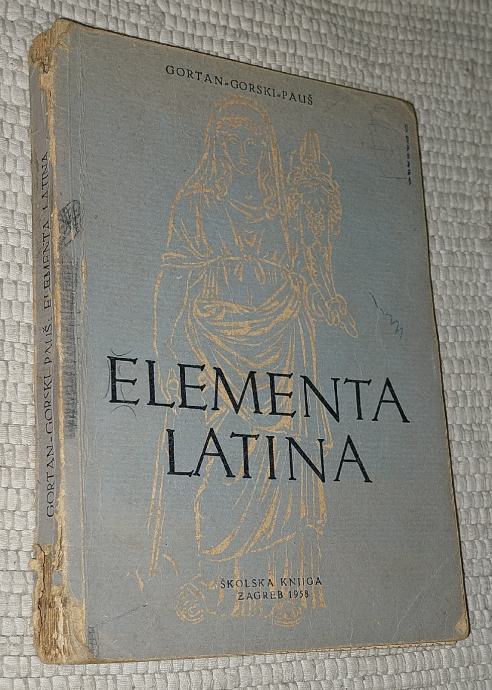 GORTAN-GORSKI-PAUŠ
ELEMENTA
LATINA
ŠKOLSKA KNJIGA
ZAGREB 1958
GORTAN-GORSKI PAUŠ: ELEMENTA LATINA